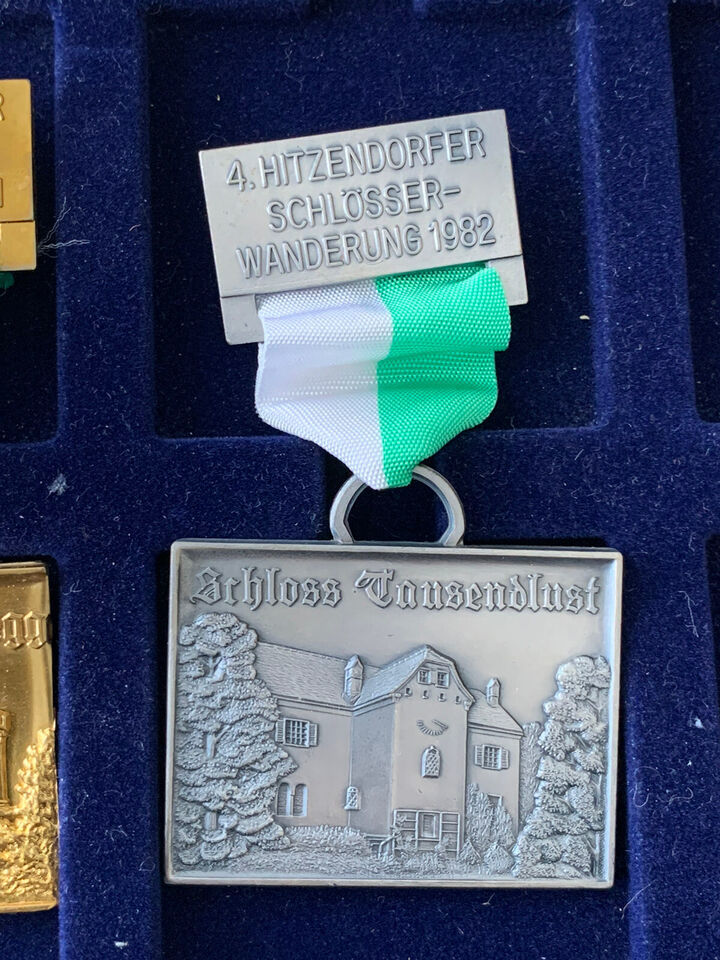 4. HITZENDORFER
SCHLÖSSER-
WANDERUNG 1982
Schloss Tausendlust